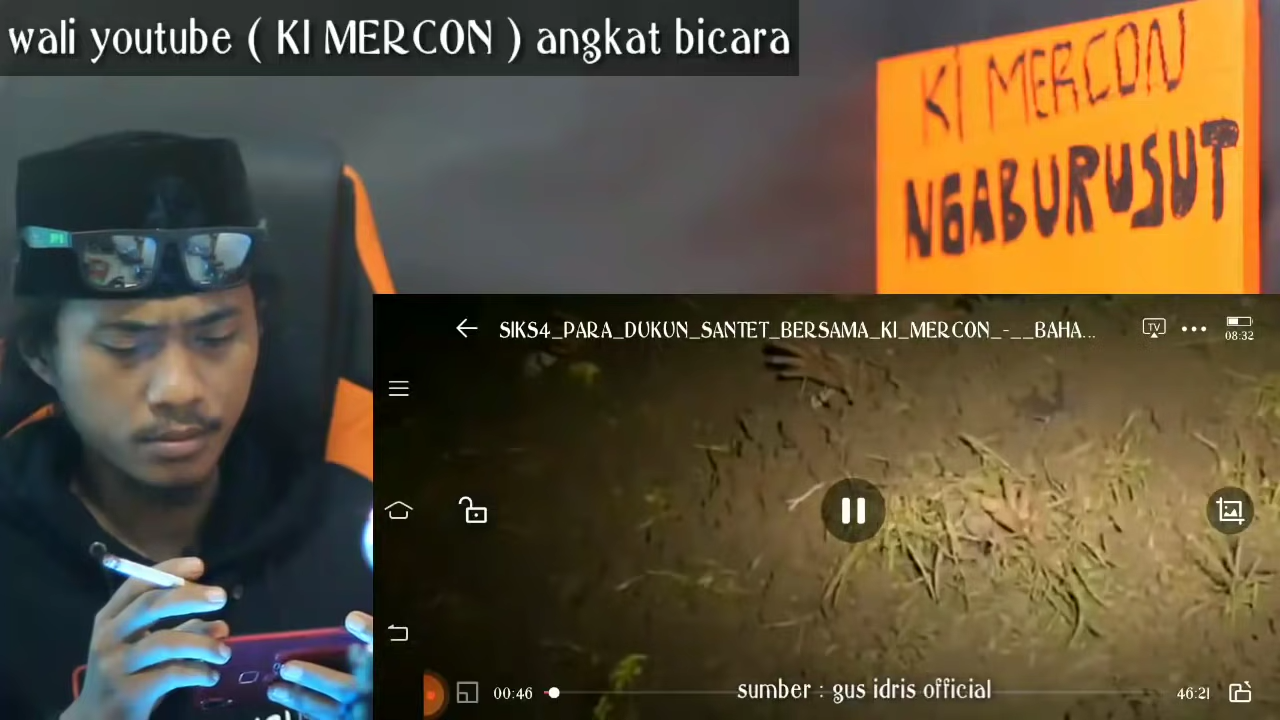 wali youtube ( KI MERCON ) angkat bicara
KI MERCON
NGABURUSUT
SIKS4_PARA_DUKUN_SANTET_BERSAMA_KI_MERCON_-__BAHA...
TV
08:32
00:46
sumber : gus idris official
46:21